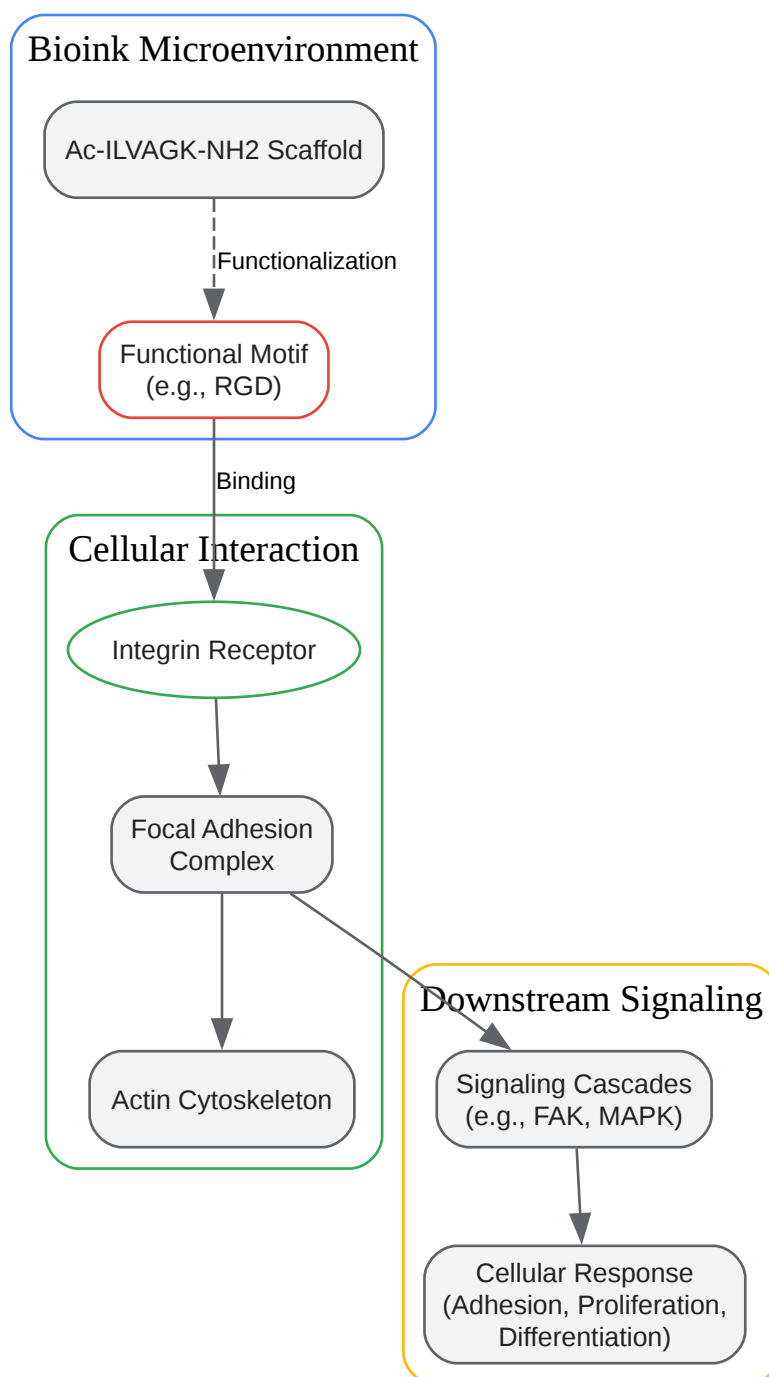 Bioink Microenvironment
Ac-ILVAGK-NH2 Scaffold
Functionalization
Functional Motif
(e.g., RGD)
Binding
Cellular Interaction
Integrin Receptor
Focal Adhesion
Complex
Downstream Signaling
Actin Cytoskeleton
Signaling Cascades
(e.g., FAK, MAPK)
Cellular Response
(Adhesion, Proliferation,
Differentiation)